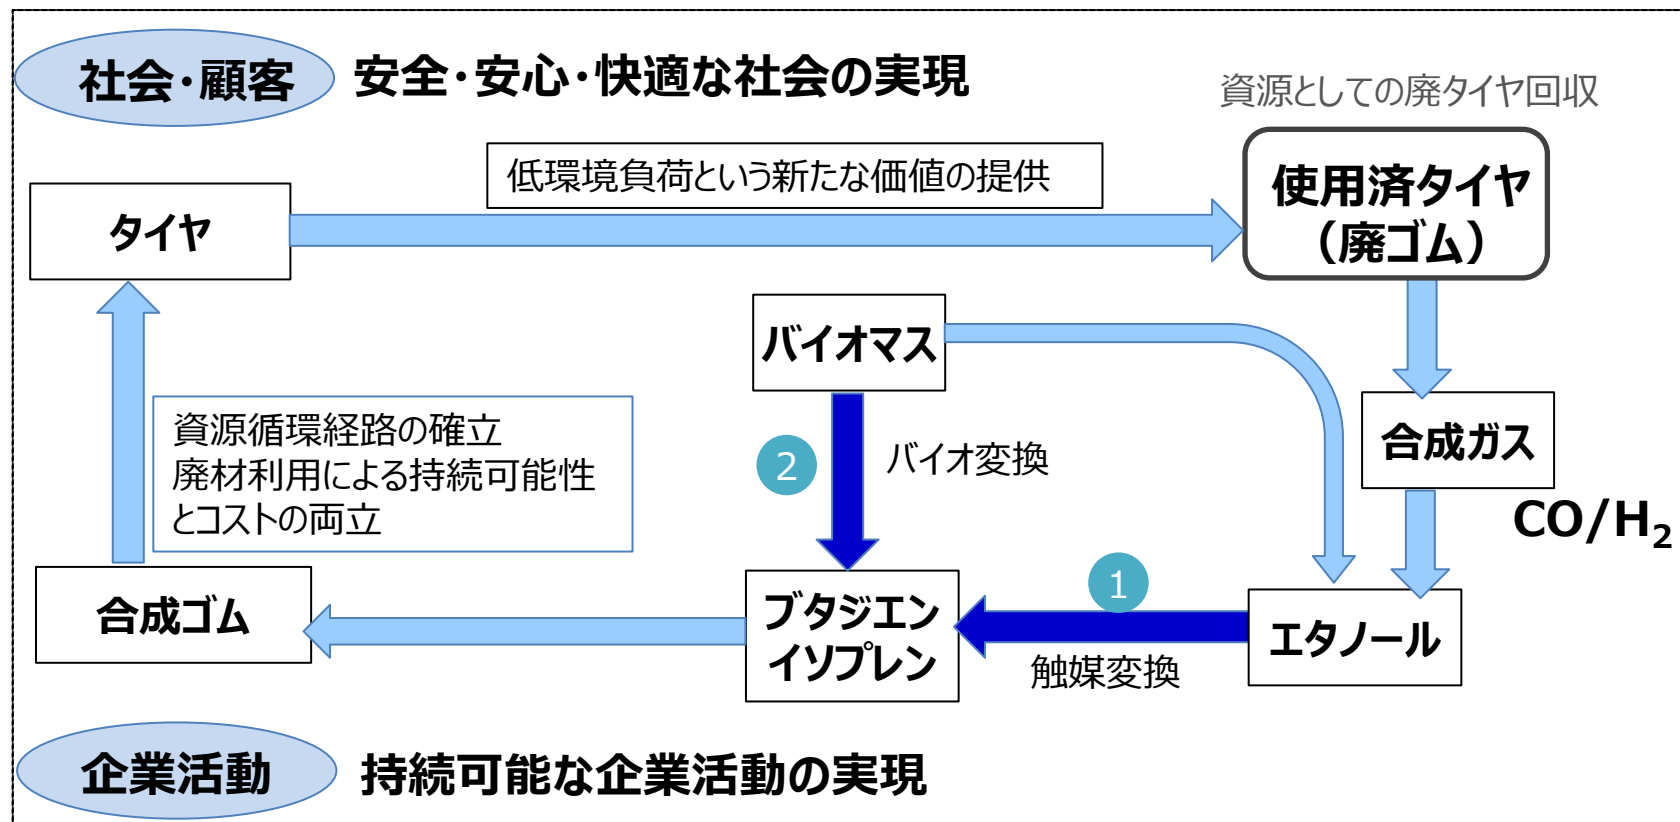 社会・顧客
安全・安心・快適な社会の実現
資源としての廃タイヤ回収
低環境負荷という新たな価値の提供
使用済タイヤ
（廃ゴム）
タイヤ
バイオマス
資源循環経路の確立
廃材利用による持続可能性
とコストの両立
2
バイオ変換
合成ガス
CO/H₂
合成ゴム
ブタジエン
イソプレン
1
触媒変換
エタノール
企業活動
持続可能な企業活動の実現